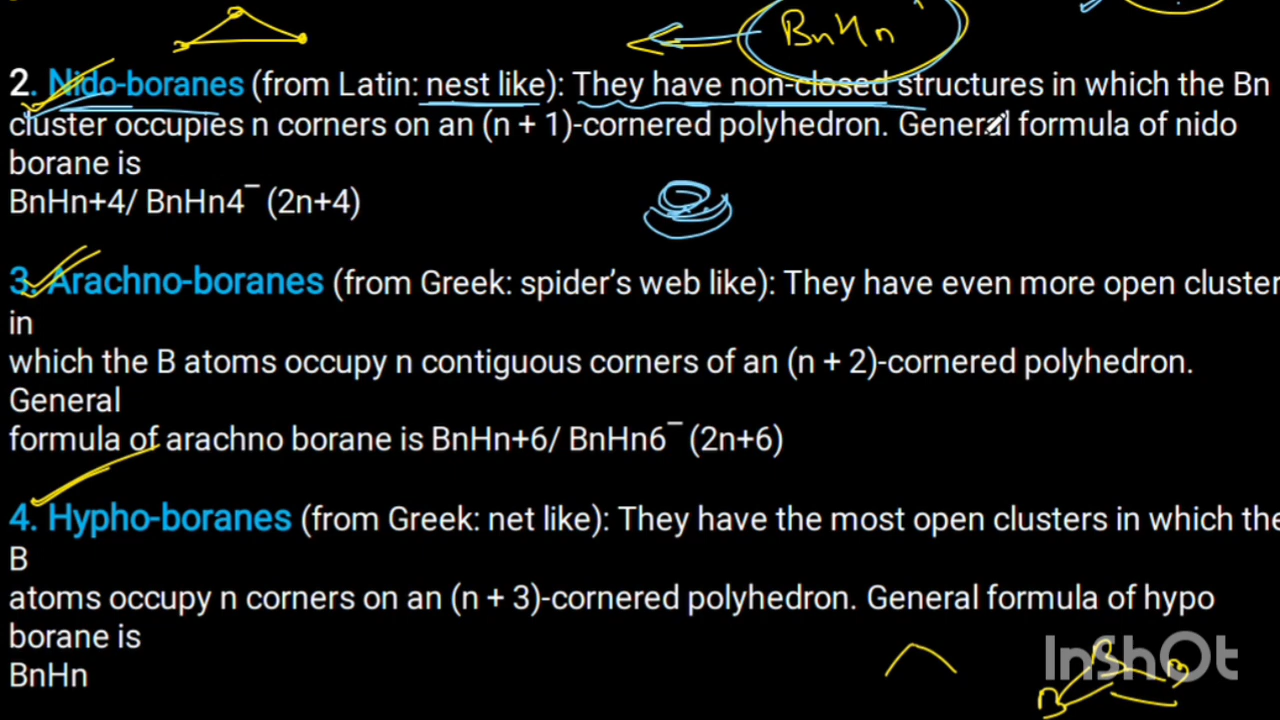 BnHn
2. Nido-boranes (from Latin: nest like): They have non-closed structures in which the Bn
cluster occupies n corners on an (n + 1)-cornered polyhedron. General formula of nido
borane is
BnHn+4/ BnHn4⁻ (2n+4)
3. Arachno-boranes (from Greek: spider's web like): They have even more open cluster
in
which the B atoms occupy n contiguous corners of an (n + 2)-cornered polyhedron.
General
formula of arachno borane is BnHn+6/ BnHn6⁻ (2n+6)
4. Hypho-boranes (from Greek: net like): They have the most open clusters in which the
B
atoms occupy n corners on an (n + 3)-cornered polyhedron. General formula of hypo
borane is
BnHn
InShOt
B
B
B